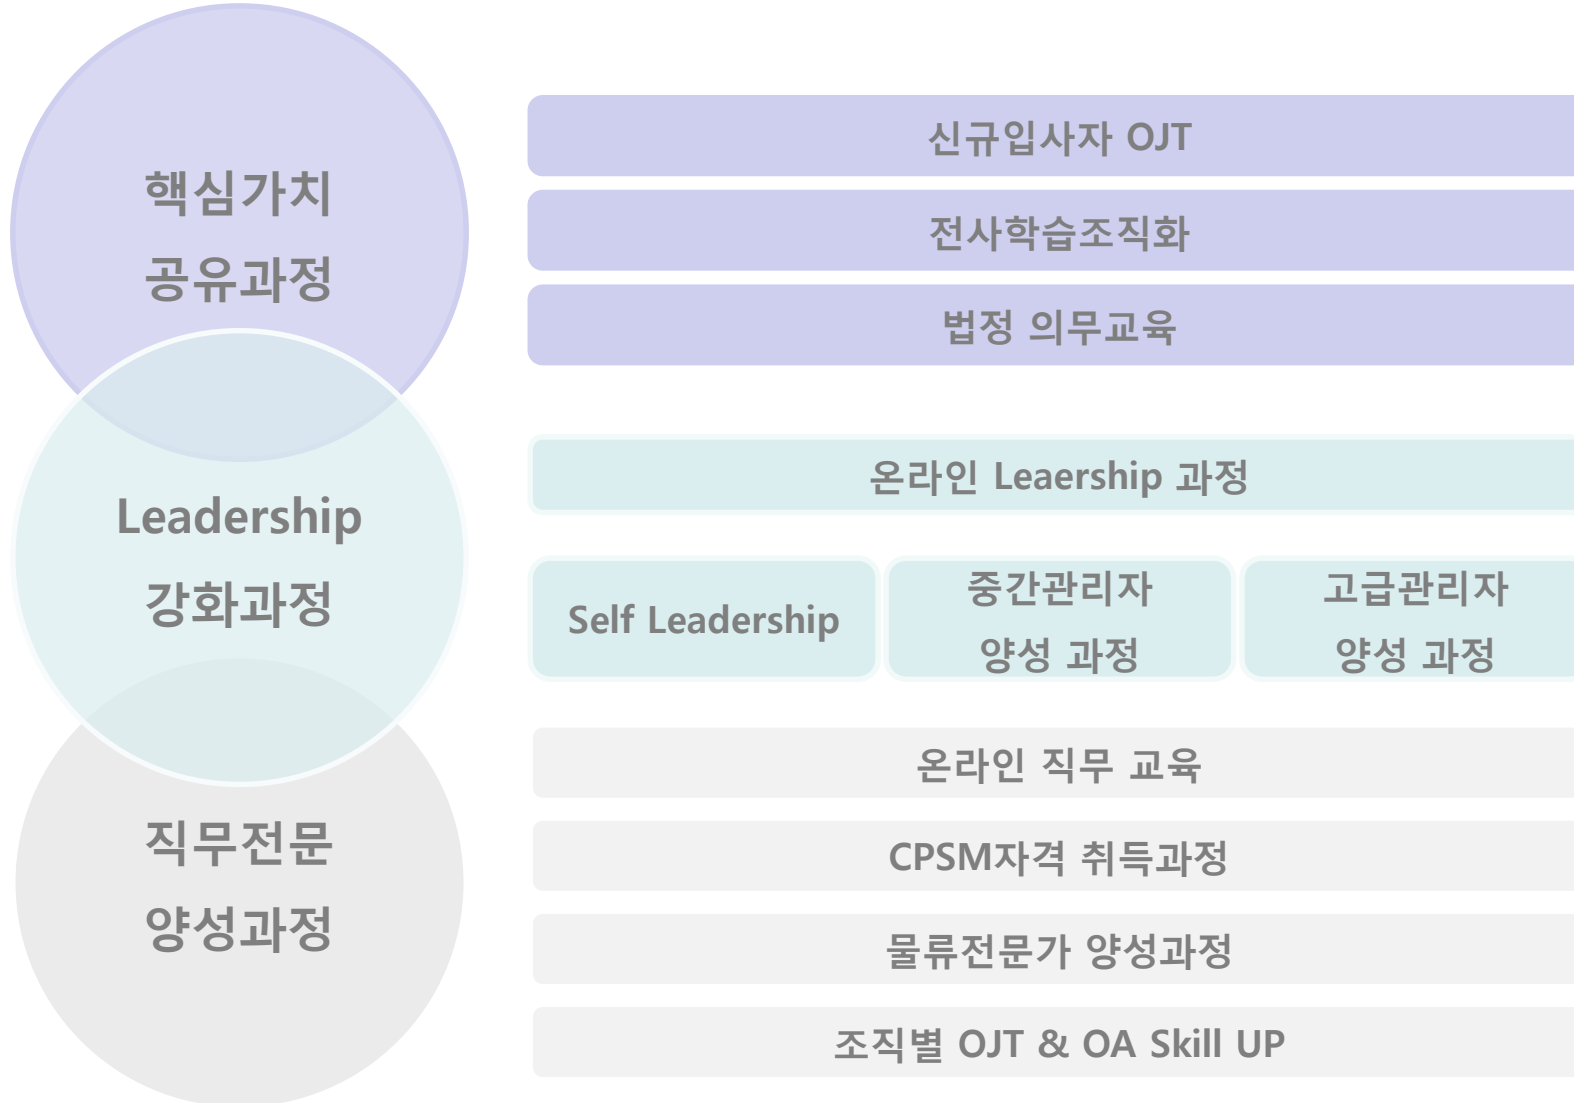 핵심가치
공유과정
신규입사자 OJT
전사학습조직화
법정 의무교육
Leadership
강화과정
온라인 Leaership 과정
Self Leadership
중간관리자
양성 과정
고급관리자
양성 과정
직무전문
양성과정
온라인 직무 교육
CPSM자격 취득과정
물류전문가 양성과정
조직별 OJT & OA Skill UP